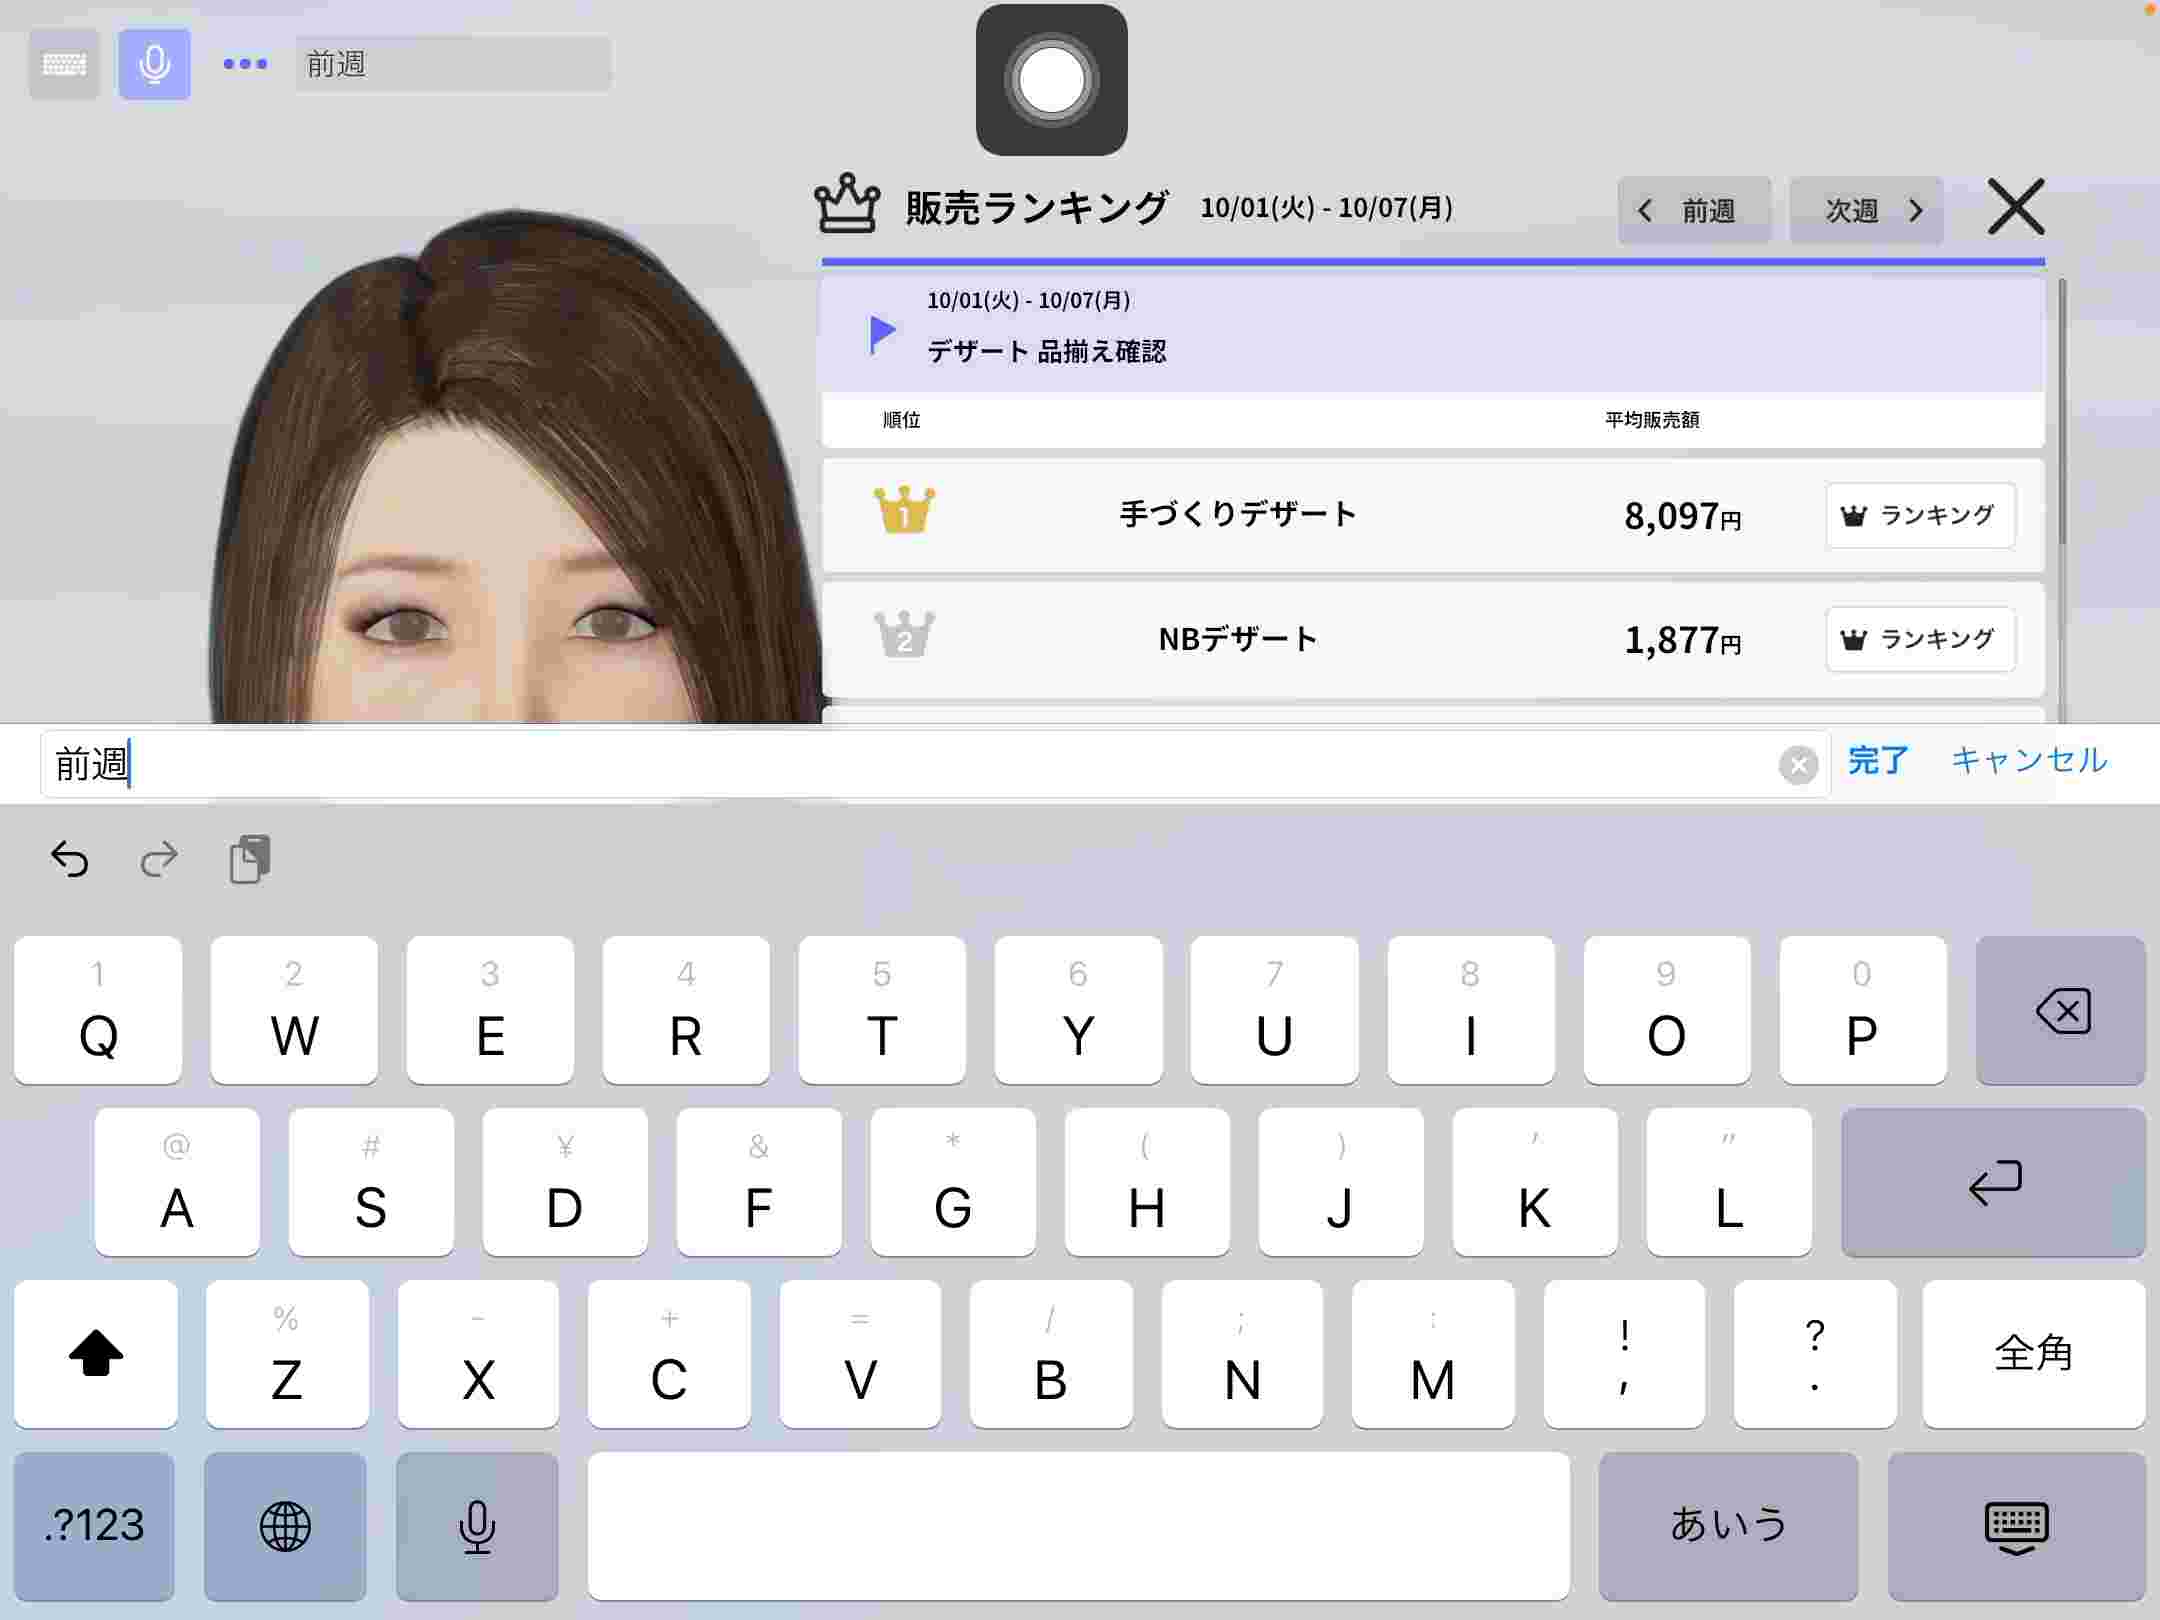 前週
販売ランキング 10/01(火) - 10/07(月) 前週 次週
10/01(火) - 10/07(月)
デザート 品揃え確認
順位 平均販売額
1 手づくりデザート 8,097円 ランキング
2 NBデザート 1,877円 ランキング
前週 完了 キャンセル
1 2 3 4 5 6 7 8 9 0
Q W E R T Y U I O P
@ # ¥ & * ( ) ' "
A S D F G H J K L
% - + = / ; : ! ?
Z X C V B N M , . 全角
.?123 あいう